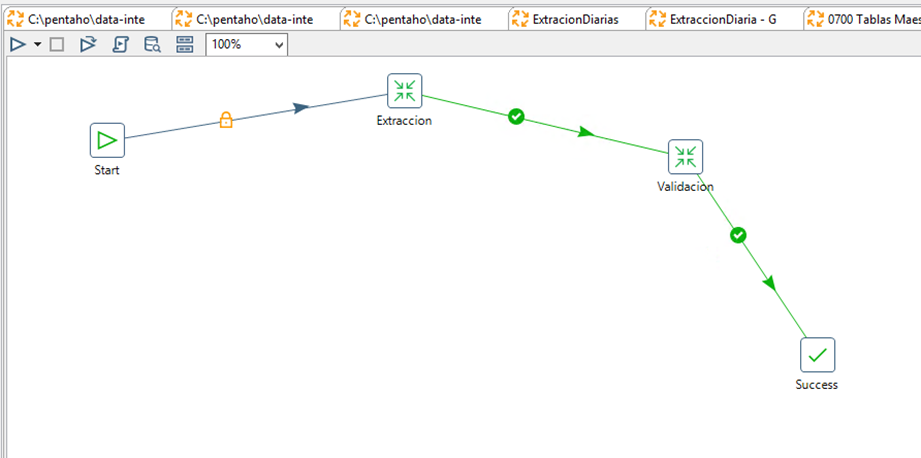 C:\pentaho\data-inte C:\pentaho\data-inte C:\pentaho\data-inte ExtracionDiarias ExtraccionDiaria - G 0700 Tablas Maes
100%
Extraccion
Start
Validacion
Success